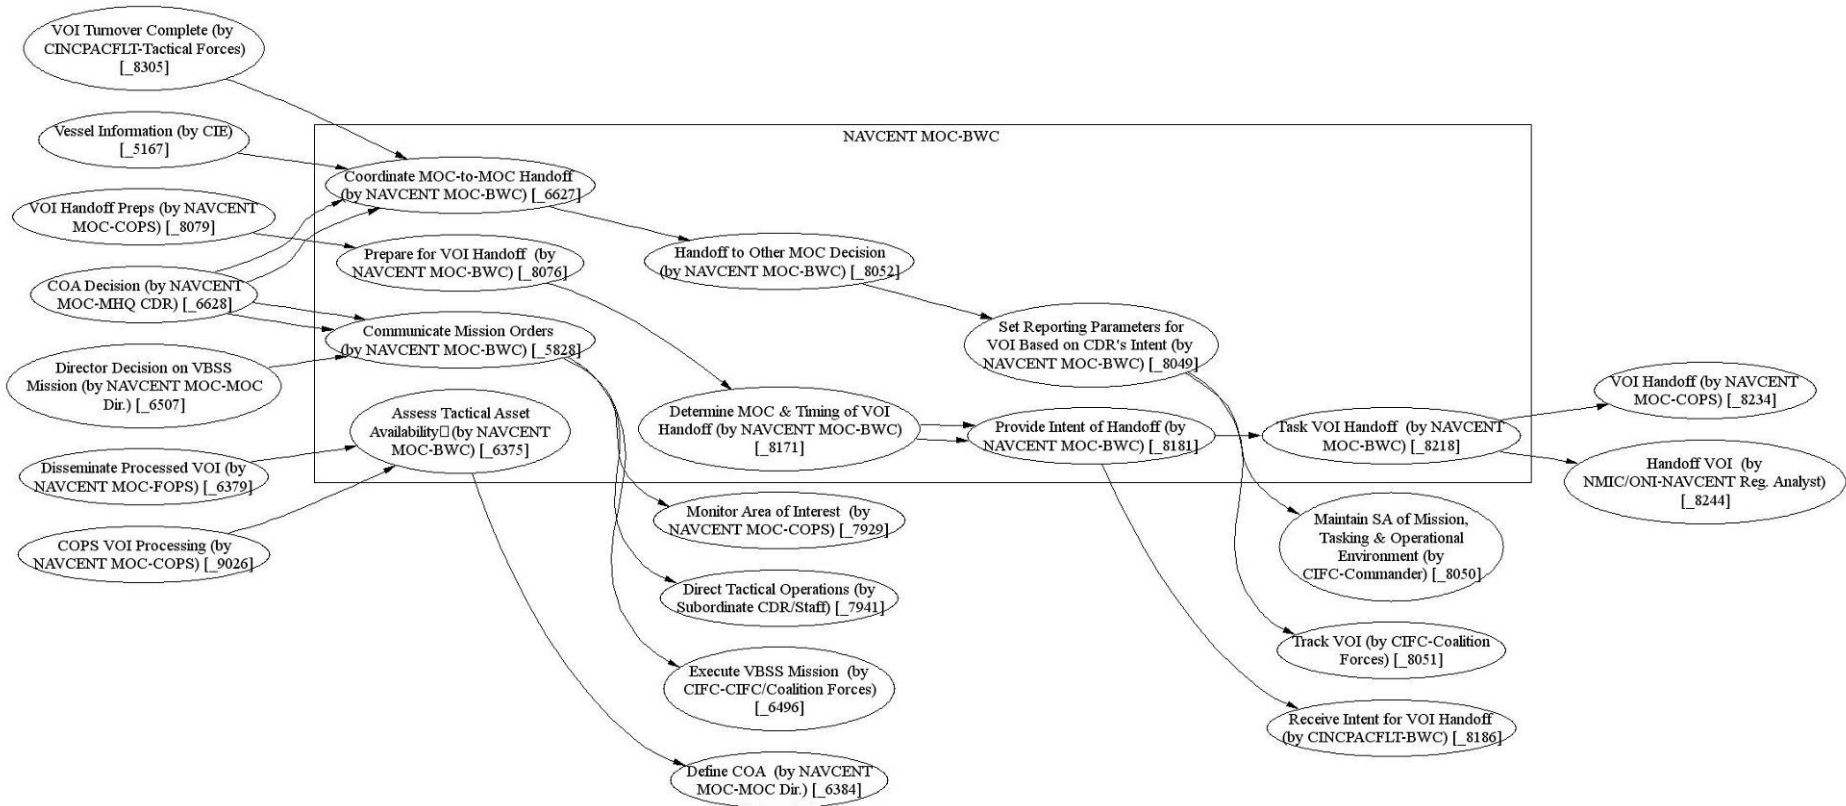 VOI Turnover Complete (by
CINCPACFLT-Tactical Forces)
[_8305]
Vessel Information (by CIE)
[_5167]
VOI Handoff Preps (by NAVCENT
MOC-COPS) [_8079]
COA Decision (by NAVCENT
MOC-MHQ CDR) [_6628]
Director Decision on VBSS
Mission (by NAVCENT MOC-MOC
Dir.) [_6507]
Disseminate Processed VOI (by
NAVCENT MOC-FOPS) [_6379]
COPS VOI Processing (by
NAVCENT MOC-COPS) [_9026]
NAVCENT MOC-BWC
Coordinate MOC-to-MOC Handoff
(by NAVCENT MOC-BWC) [_6627]
Prepare for VOI Handoff (by
NAVCENT MOC-BWC) [_8076]
Communicate Mission Orders
(by NAVCENT MOC-BWC) [_5828]
Assess Tactical Asset
Availability□ (by NAVCENT
MOC-BWC) [_6375]
Handoff to Other MOC Decision
(by NAVCENT MOC-BWC) [_8052]
Determine MOC & Timing of VOI
Handoff (by NAVCENT MOC-BWC)
[_8171]
Set Reporting Parameters for
VOI Based on CDR's Intent (by
NAVCENT MOC-BWC) [_8049]
Provide Intent of Handoff (by
NAVCENT MOC-BWC) [_8181]
Task VOI Handoff (by NAVCENT
MOC-BWC) [_8218]
Monitor Area of Interest (by
NAVCENT MOC-COPS) [_7929]
Direct Tactical Operations (by
Subordinate CDR/Staff) [_7941]
Execute VBSS Mission (by
CIFC-CIFC/Coalition Forces)
[_6496]
Define COA (by NAVCENT
MOC-MOC Dir.) [_6384]
VOI Handoff (by NAVCENT
MOC-COPS) [_8234]
Handoff VOI (by
NMIC/ONI-NAVCENT Reg. Analyst)
[_8244]
Maintain SA of Mission,
Tasking & Operational
Environment (by
CIFC-Commander) [_8050]
Track VOI (by CIFC-Coalition
Forces) [_8051]
Receive Intent for VOI Handoff
(by CINCPACFLT-BWC) [_8186]